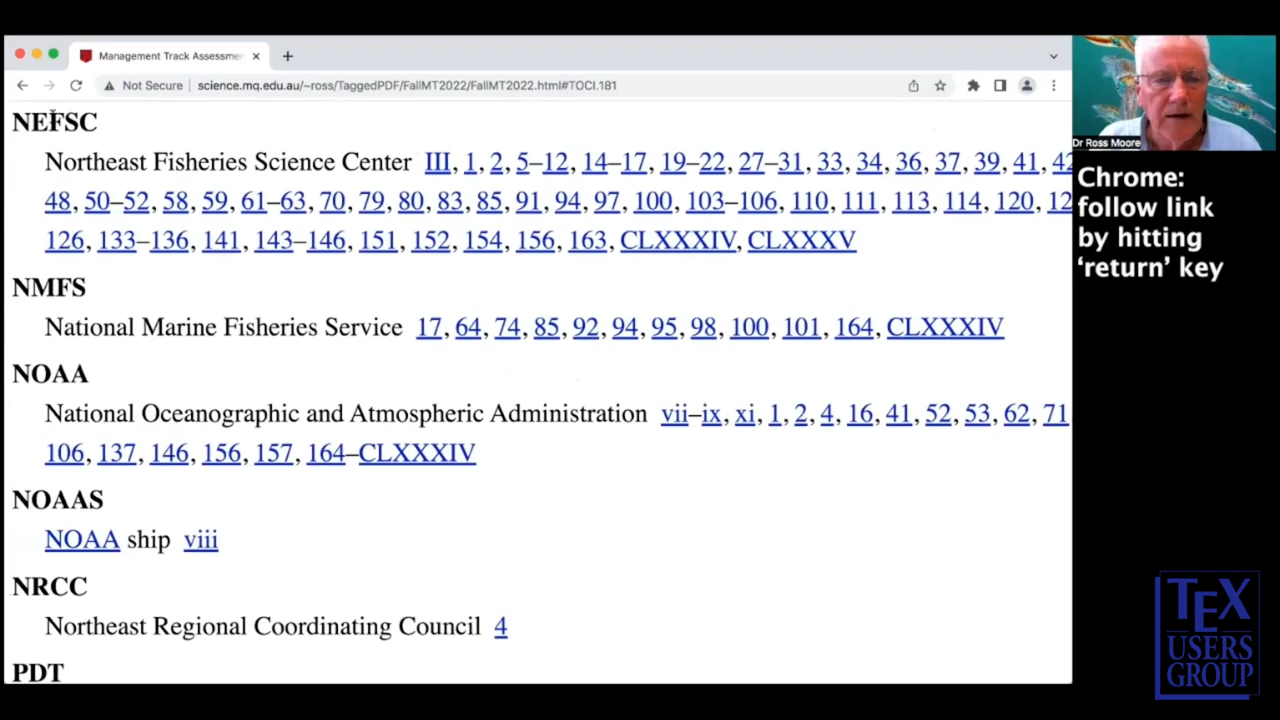 Management Track Assessmen
Not Secure
science.mq.edu.au/~ross/TaggedPDF/FallMT2022/FallMT2022.html#TOCI.181
NEFSC
Northeast Fisheries Science Center III, 1, 2, 5–12, 14–17, 19–22, 27–31, 33, 34, 36, 37, 39, 41, 42
48, 50–52, 58, 59, 61–63, 70, 79, 80, 83, 85, 91, 94, 97, 100, 103–106, 110, 111, 113, 114, 120, 12
126, 133–136, 141, 143–146, 151, 152, 154, 156, 163, CLXXXIV, CLXXXV
NMFS
National Marine Fisheries Service 17, 64, 74, 85, 92, 94, 95, 98, 100, 101, 164, CLXXXIV
NOAA
National Oceanographic and Atmospheric Administration vii–ix, xi, 1, 2, 4, 16, 41, 52, 53, 62, 71
106, 137, 146, 156, 157, 164–CLXXXIV
NOAAS
NOAA ship viii
NRCC
Northeast Regional Coordinating Council 4
PDT
Dr Ross Moore
Chrome:
follow link
by hitting
‘return’ key
TEX
USERS
GROUP